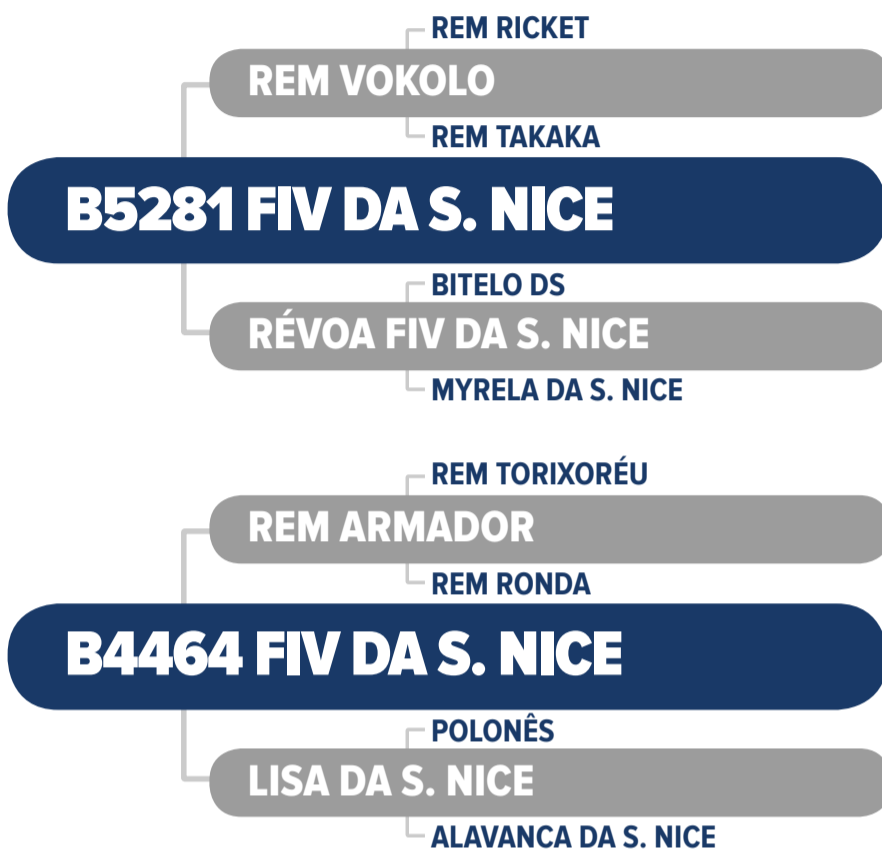 REM RICKET
REM VOKOLO
REM TAKAKA
B5281 FIV DA S. NICE
BITELO DS
RÉVOA FIV DA S. NICE
MYRELA DA S. NICE
REM TORIXORÉU
REM ARMADOR
REM RONDA
B4464 FIV DA S. NICE
POLONÊS
LISA DA S. NICE
ALAVANCA DA S. NICE